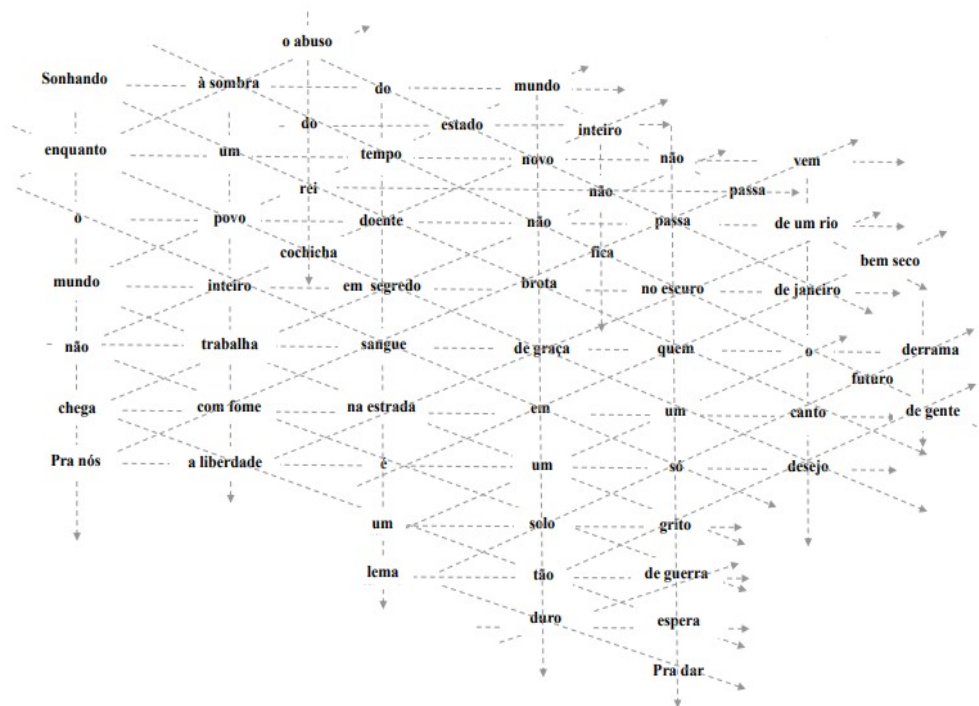 o abuso
Sonhando à sombra do mundo
do estado inteiro
enquanto um tempo novo não vem
rei não passa
o povo doente não passa de um rio
cochicha fica bem seco
mundo inteiro em segredo brota no escuro de janeiro
não trabalha sangue de graça quem o derrama
futuro
chega com fome na estrada em um canto de gente
Pra nós a liberdade é um só desejo
um solo grito
lema tão de guerra
duro espera
Pra dar